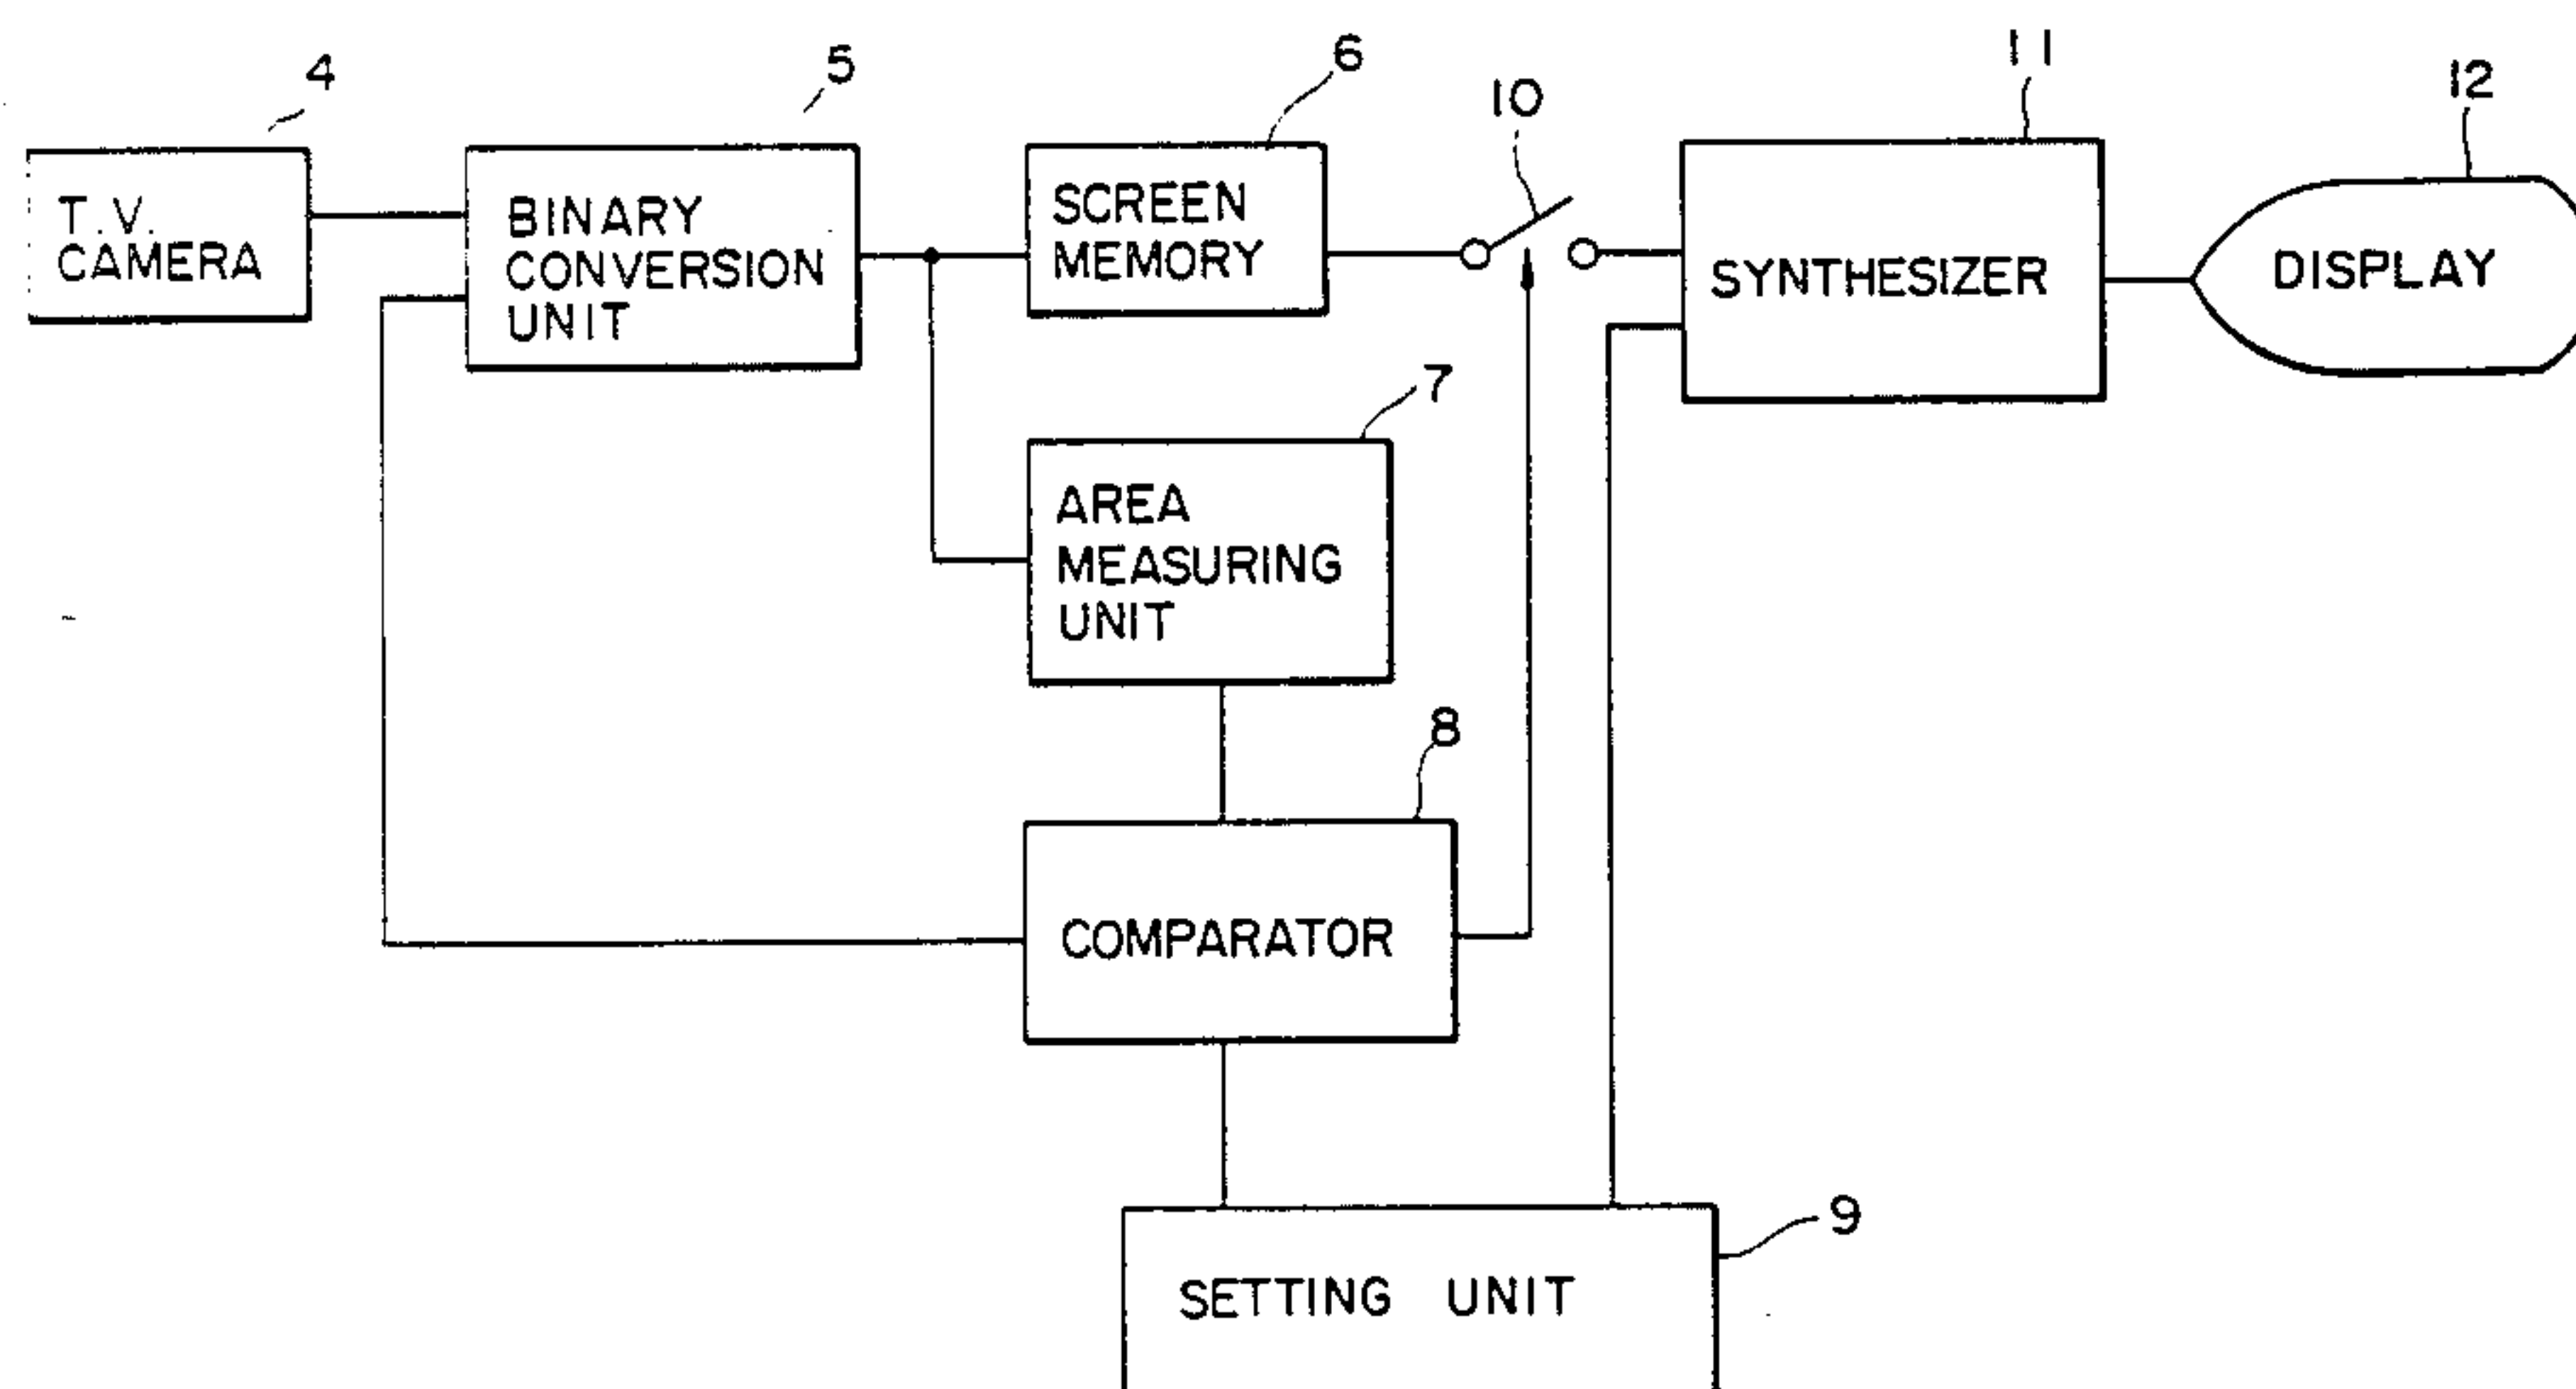 4
5
6
10
11
12
T.V.
CAMERA
BINARY
CONVERSION
UNIT
SCREEN
MEMORY
SYNTHESIZER
DISPLAY
7
AREA
MEASURING
UNIT
8
COMPARATOR
9
SETTING UNIT